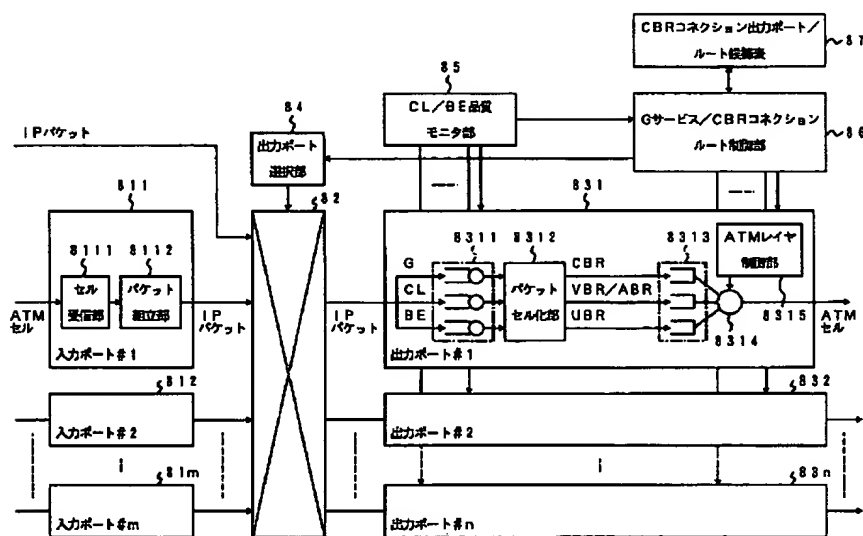 CBRコネクション出力ポート/
ルート候補表
87
85
CL/BE品質
モニタ部
84
出力ポート
選択部
Gサービス/CBRコネクション
ルート制御部
86
IPパケット
811
82
831
8111
8112
セル
受信部
パケット
組立部
ATM
セル
IP
パケット
入力ポート#1
IP
パケット
G
CL
BE
8311
8312
パケット
セル化部
CBR
VBR/ABR
UBR
8313
ATMレイヤ
制御部
8314
8315
ATM
セル
出力ポート#1
812
入力ポート#2
832
出力ポート#2
81m
入力ポート#m
83n
出力ポート#n